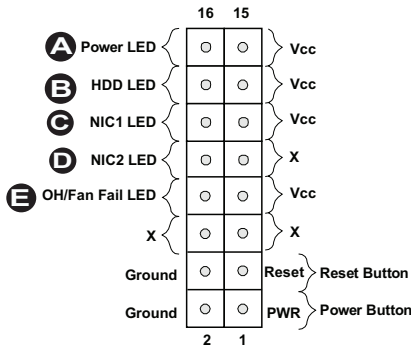 16 15
A Power LED Vcc
B HDD LED Vcc
C NIC1 LED Vcc
D NIC2 LED X
E OH/Fan Fail LED Vcc
X X
Ground Reset Reset Button
Ground PWR Power Button
2 1